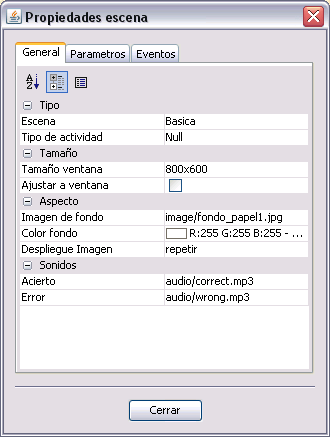 Propiedades escena
General Parametros Eventos
Tipo
Escena Basica
Tipo de actividad Null
Tamaño
Tamaño ventana 800x600
Ajustar a ventana
Aspecto
Imagen de fondo image/fondo_papel1.jpg
Color fondo R:255 G:255 B:255 - ...
Despliegue Imagen repetir
Sonidos
Acierto audio/correct.mp3
Error audio/wrong.mp3
Cerrar